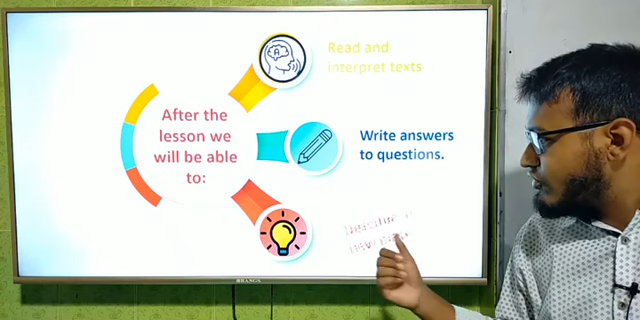 After the
lesson we
will be able
to:
Read and
interpret texts
Write answers
to questions.